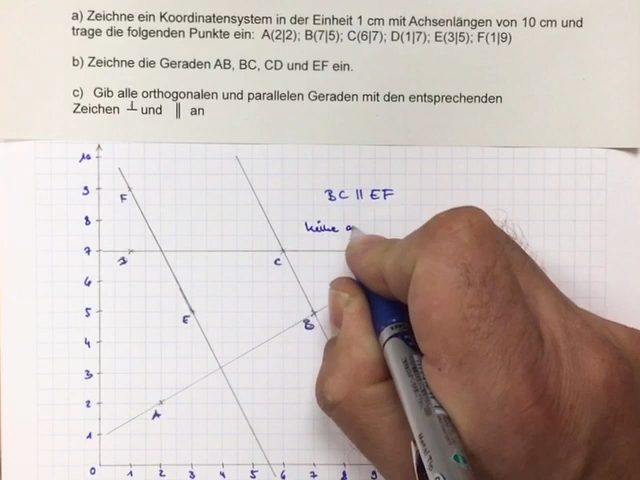 a) Zeichne ein Koordinatensystem in der Einheit 1 cm mit Achsenlängen von 10 cm und
trage die folgenden Punkte ein: A(2|2); B(7|5); C(6|7); D(1|7); E(3|5); F(1|9)
b) Zeichne die Geraden AB, BC, CD und EF ein.
c) Gib alle orthogonalen und parallelen Geraden mit den entsprechenden
Zeichen ⊥ und ∥ an
10
9
F
BC || EF
8
keine
7
D
C
6
5
E
B
4
3
2
A
1
0 1 2 3 4 5 6 7 8 9